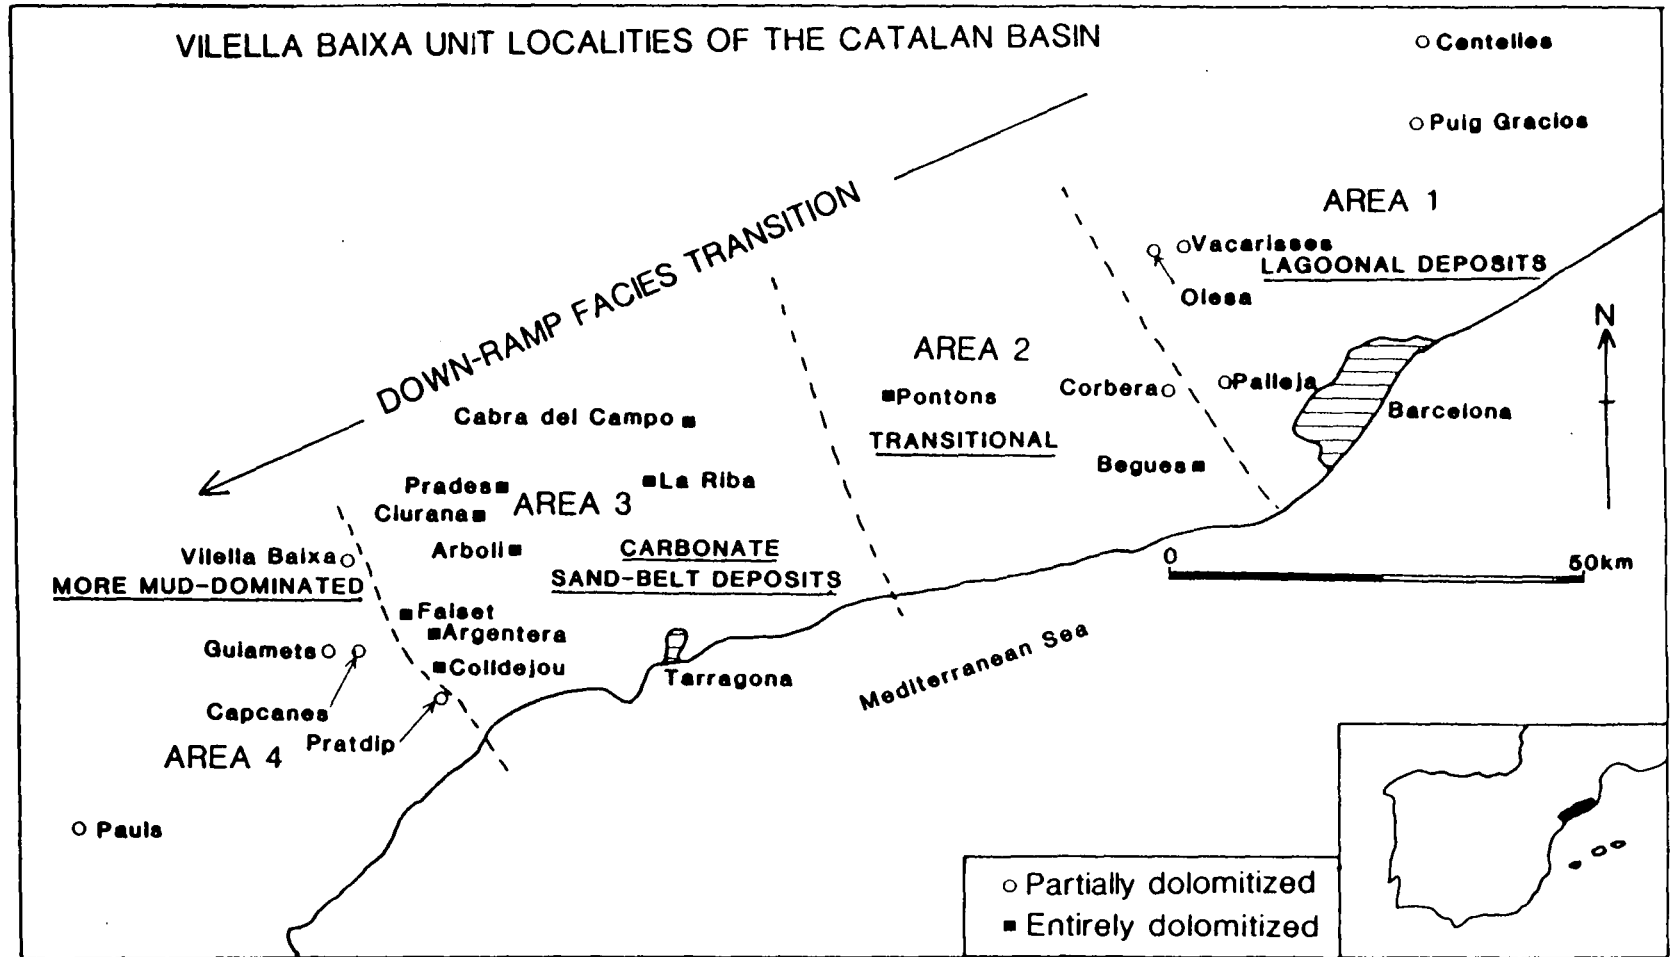 VILELLA BAIXA UNIT LOCALITIES OF THE CATALAN BASIN
Centelles
Puig Gracios
AREA 1
DOWN-RAMP FACIES TRANSITION
Vacarisses
LAGOONAL DEPOSITS
Olesa
N
AREA 2
Pontons
Corbera
Palleja
Barcelona
Cabra del Campo
TRANSITIONAL
Begues
La Riba
Prades
AREA 3
Ciurana
Arboli
CARBONATE
SAND-BELT DEPOSITS
Vilella Baixa
MORE MUD-DOMINATED
0
50km
Falset
Argentera
Guiamets
Colldejou
Tarragona
Mediterranean Sea
Capcanes
Pratdip
AREA 4
Pauls
Partially dolomitized
Entirely dolomitized